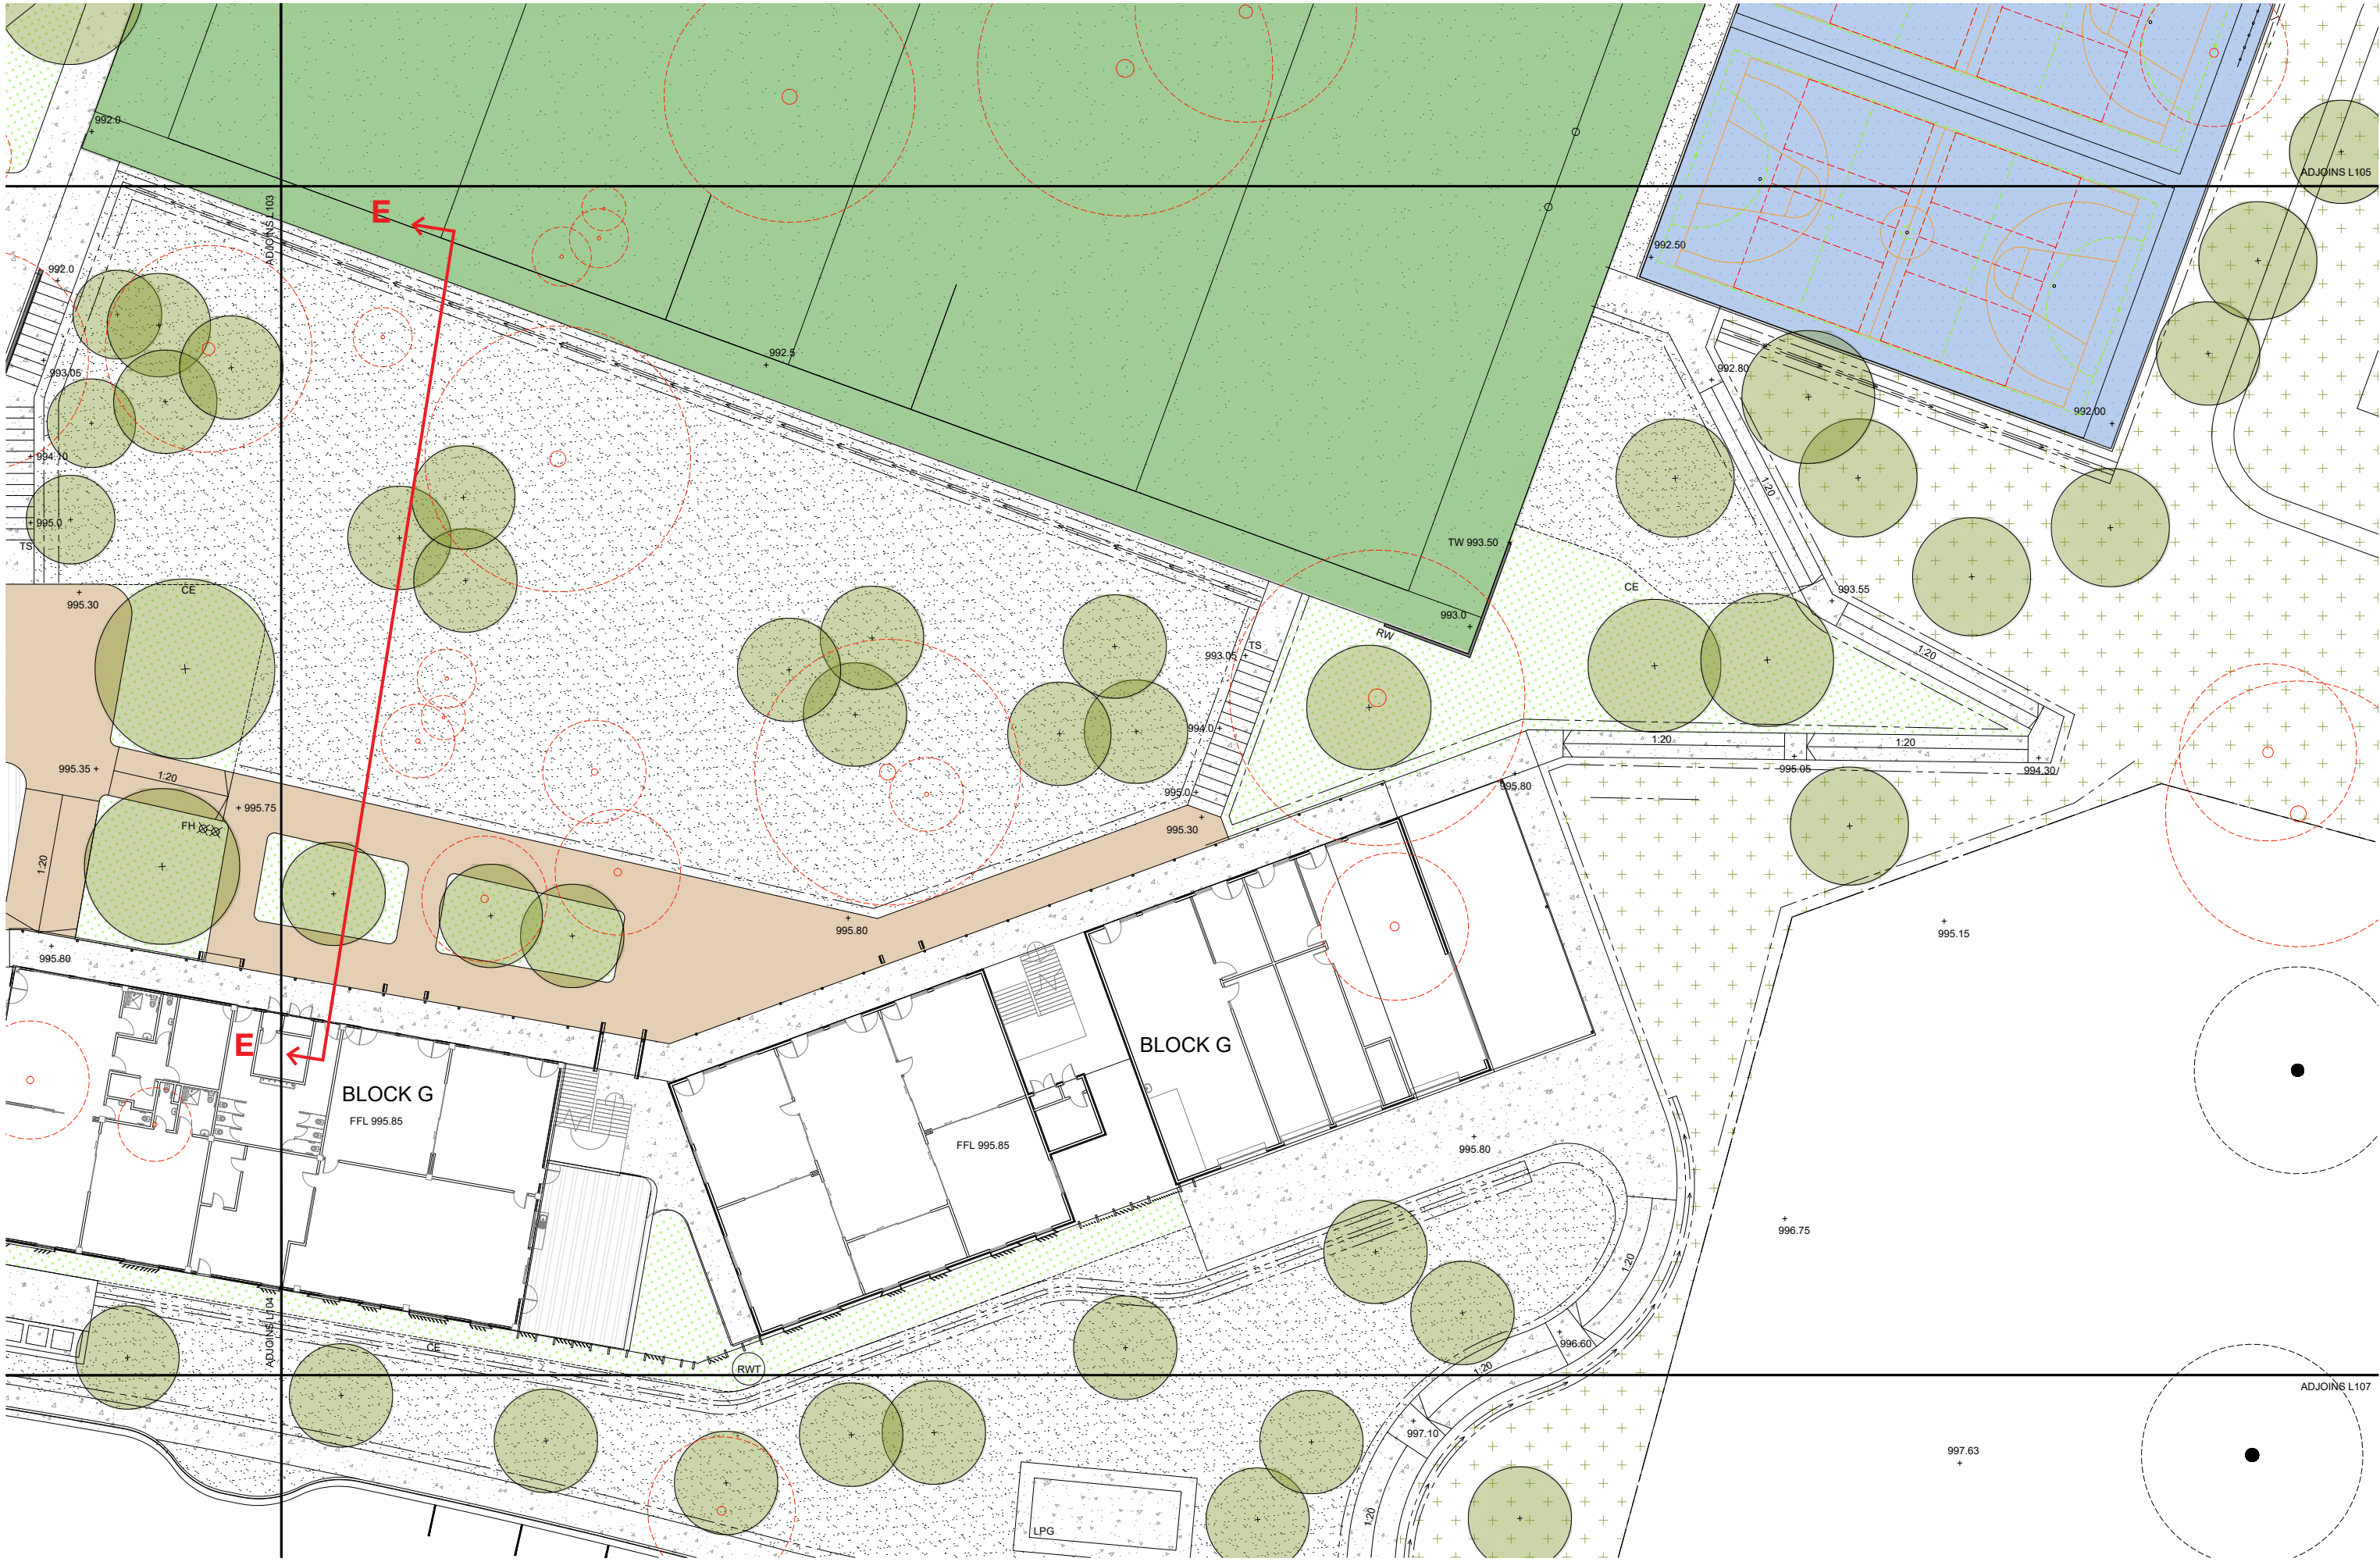 992.0
ADJOINS L105
ADJOINS L103
E
992.50
992.0
992.5
992.80
993.05
992.00
994.10
1:20
995.0
TW 993.50
TS
CE
CE
993.55
995.30
993.0
RW
TS
993.05
1:20
994.0
1:20
1:20
995.35
1:20
995.05
994.30
995.80
995.0
995.75
FH
995.30
1:20
995.80
995.15
995.80
E
BLOCK G
BLOCK G
FFL 995.85
FFL 995.85
995.80
996.75
1:20
ADJOINS L104
CE
996.60
RWT
1:20
ADJOINS L107
997.10
997.63
1:20
LPG